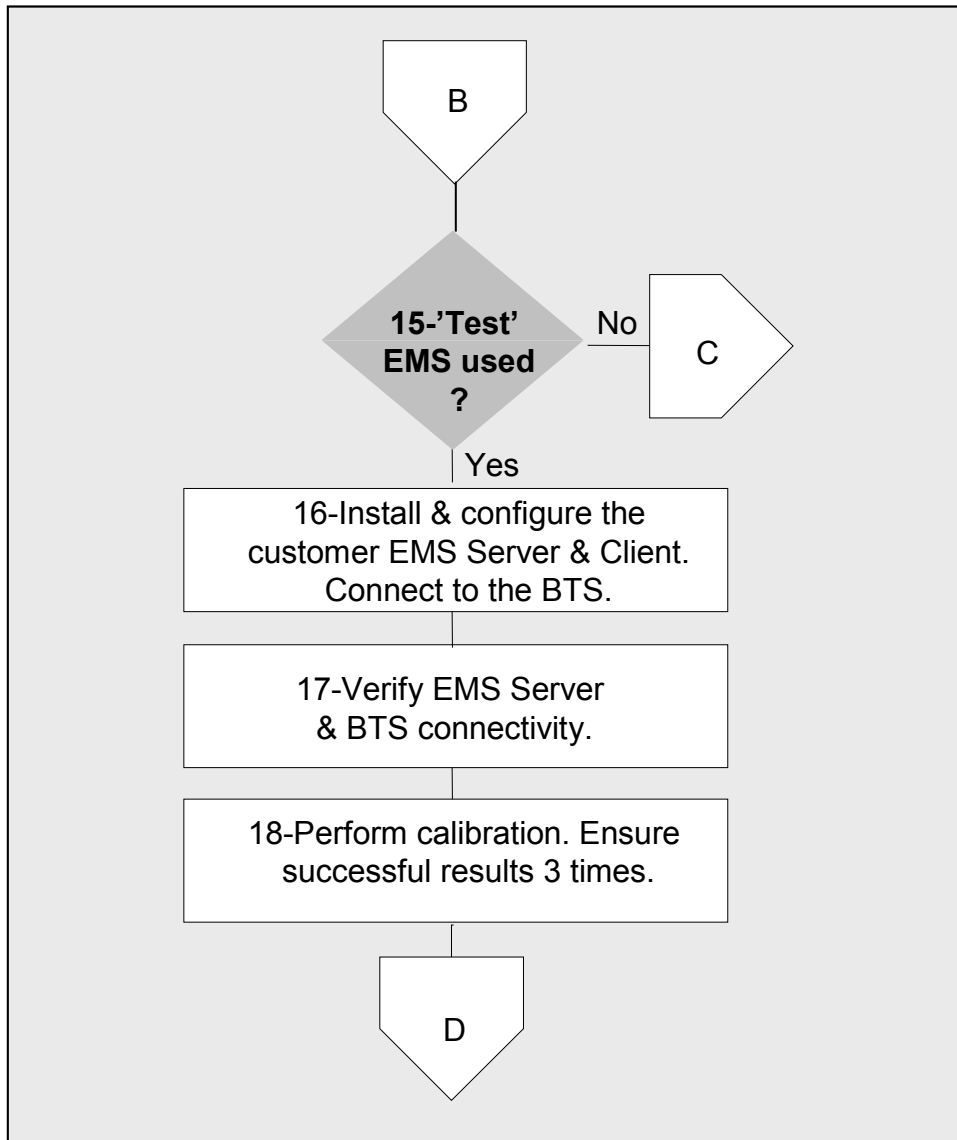 B
15-’Test’
EMS used
?
No
C
Yes
16-Install & configure the
customer EMS Server & Client.
Connect to the BTS.
17-Verify EMS Server
& BTS connectivity.
18-Perform calibration. Ensure
successful results 3 times.
D